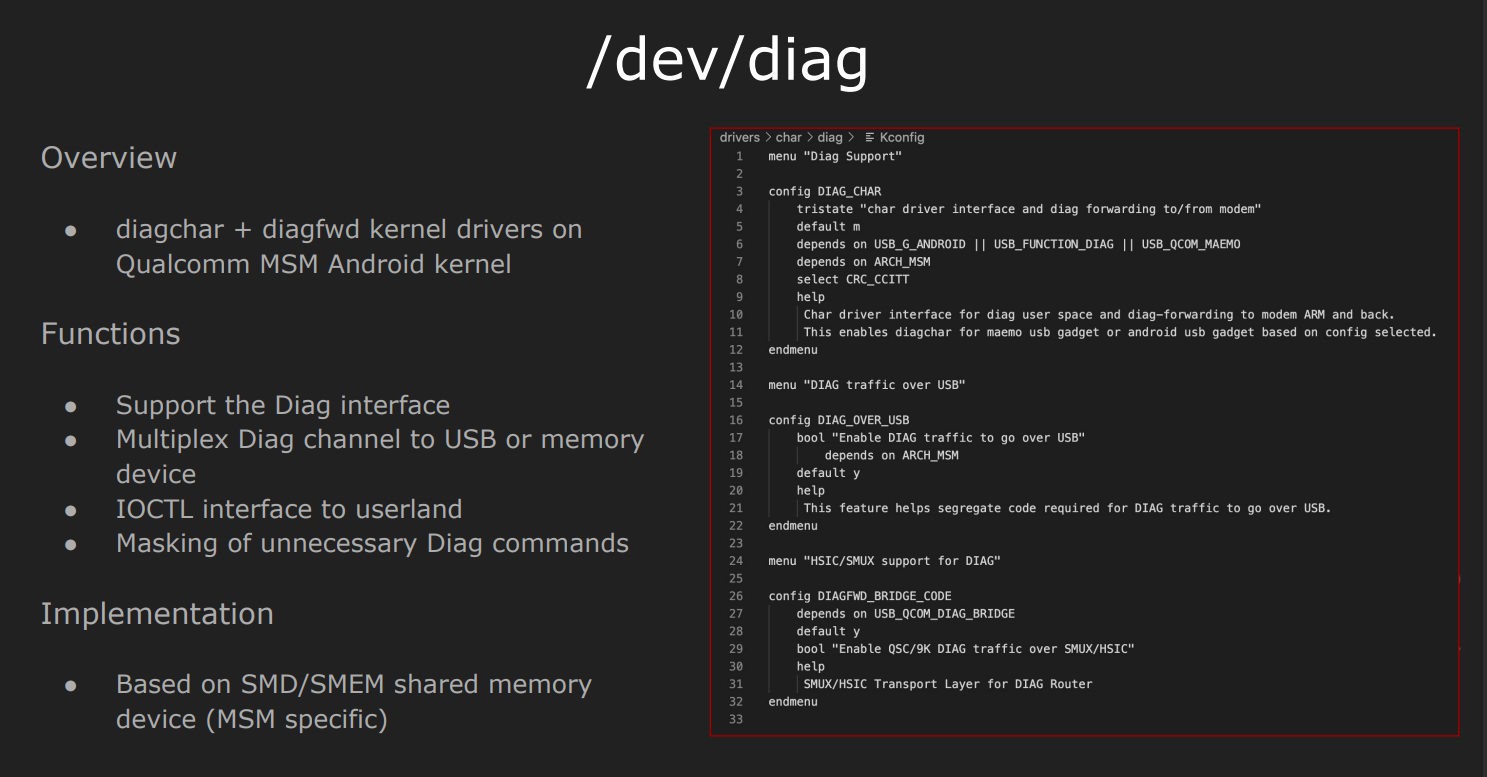 /dev/diag
Overview
● diagchar + diagfwd kernel drivers on
Qualcomm MSM Android kernel
Functions
● Support the Diag interface
● Multiplex Diag channel to USB or memory
device
● IOCTL interface to userland
● Masking of unnecessary Diag commands
Implementation
● Based on SMD/SMEM shared memory
device (MSM specific)
drivers > char > diag > Kconfig
1 menu "Diag Support"
2
3 config DIAG_CHAR
4     tristate "char driver interface and diag forwarding to/from modem"
5     default m
6     depends on USB_G_ANDROID || USB_FUNCTION_DIAG || USB_QCOM_MAEMO
7     depends on ARCH_MSM
8     select CRC_CCITT
9     help
10      Char driver interface for diag user space and diag-forwarding to modem ARM and back.
11      This enables diagchar for maemo usb gadget or android usb gadget based on config selected.
12 endmenu
13
14 menu "DIAG traffic over USB"
15
16 config DIAG_OVER_USB
17     bool "Enable DIAG traffic to go over USB"
18         depends on ARCH_MSM
19     default y
20     help
21      This feature helps segregate code required for DIAG traffic to go over USB.
22 endmenu
23
24 menu "HSIC/SMUX support for DIAG"
25
26 config DIAGFWD_BRIDGE_CODE
27     depends on USB_QCOM_DIAG_BRIDGE
28     default y
29     bool "Enable QSC/9K DIAG traffic over SMUX/HSIC"
30     help
31      SMUX/HSIC Transport Layer for DIAG Router
32 endmenu
33